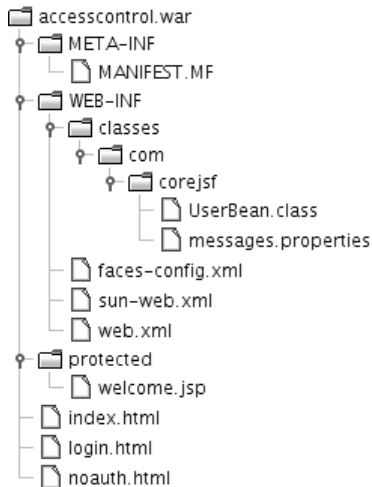 accesscontrol.war
META-INF
MANIFEST.MF
WEB-INF
classes
com
corejsf
UserBean.class
messages.properties
faces-config.xml
sun-web.xml
web.xml
protected
welcome.jsp
index.html
login.html
noauth.html